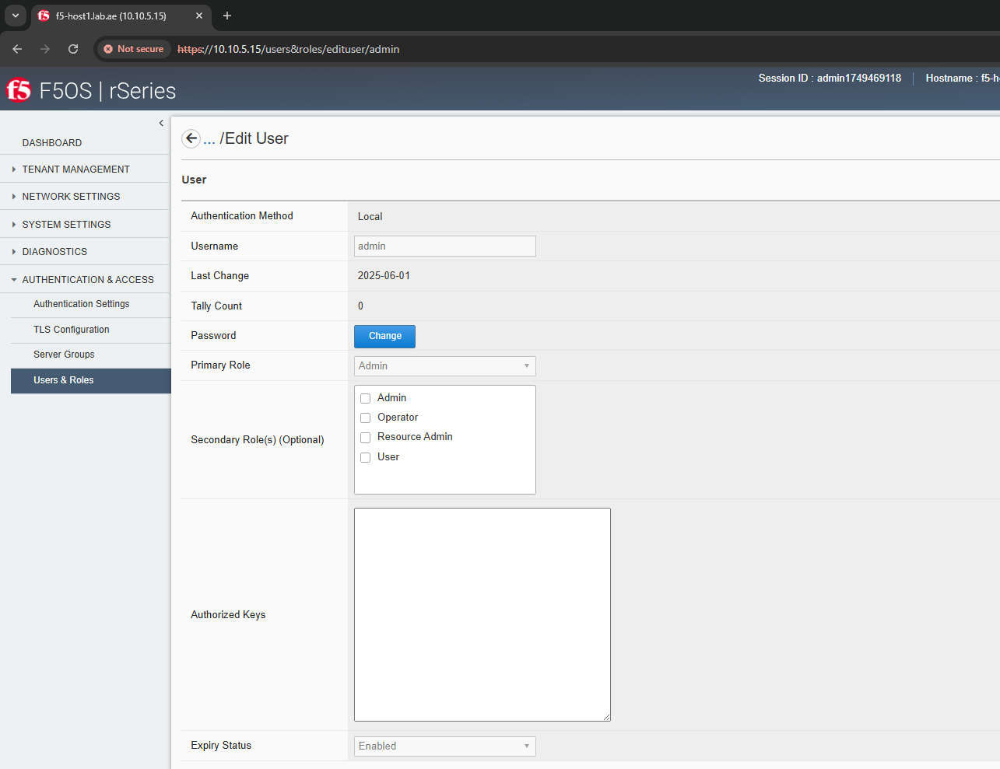 f5 f5-host1.lab.ae (10.10.5.15)
Not secure https://10.10.5.15/users&roles/edituser/admin
f5 F5OS | rSeries
Session ID : admin1749469118 Hostname : f5-h
... /Edit User
DASHBOARD
TENANT MANAGEMENT
NETWORK SETTINGS
SYSTEM SETTINGS
DIAGNOSTICS
AUTHENTICATION & ACCESS
Authentication Settings
TLS Configuration
Server Groups
Users & Roles
User
Authentication Method Local
Username admin
Last Change 2025-06-01
Tally Count 0
Password Change
Primary Role Admin
Secondary Role(s) (Optional)
Admin
Operator
Resource Admin
User
Authorized Keys
Expiry Status Enabled